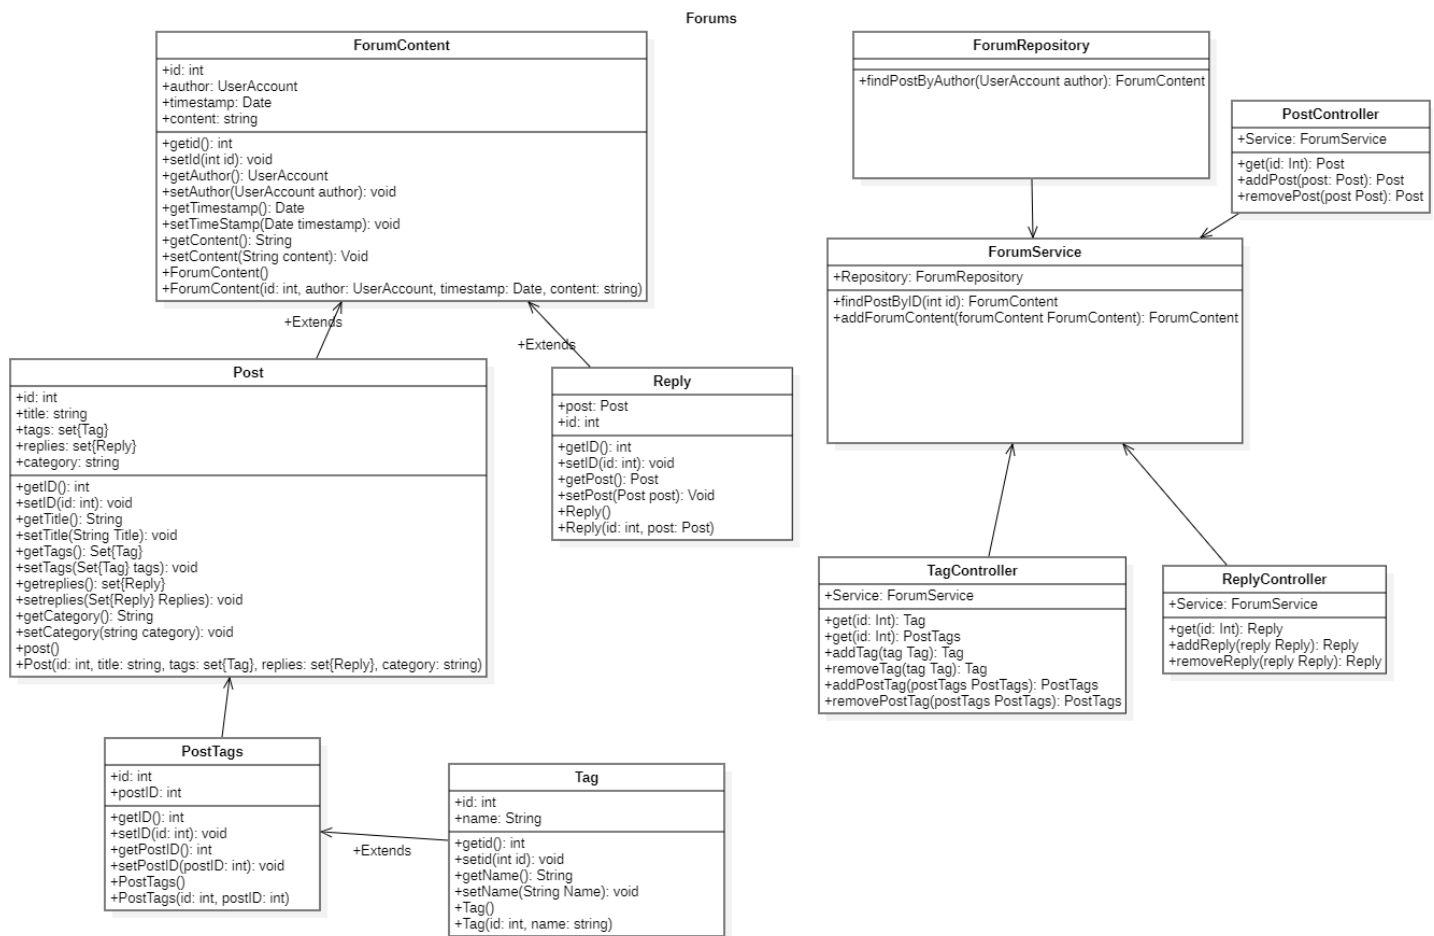 Forums
ForumContent
+id: int
+author: UserAccount
+timestamp: Date
+content: string
+getid(): int
+setId(int id): void
+getAuthor(): UserAccount
+setAuthor(UserAccount author): void
+getTimestamp(): Date
+setTimeStamp(Date timestamp): void
+getContent(): String
+setContent(String content): Void
+ForumContent()
+ForumContent(id: int, author: UserAccount, timestamp: Date, content: string)
ForumRepository
+findPostByAuthor(UserAccount author): ForumContent
PostController
+Service: ForumService
+get(id: Int): Post
+addPost(post: Post): Post
+removePost(post Post): Post
ForumService
+Repository: ForumRepository
+findPostByID(int id): ForumContent
+addForumContent(forumContent ForumContent): ForumContent
+Extends
+Extends
Post
+id: int
+title: string
+tags: set{Tag}
+replies: set{Reply}
+category: string
+getID(): int
+setID(id: int): void
+getTitle(): String
+setTitle(String Title): void
+getTags(): Set{Tag}
+setTags(Set{Tag} tags): void
+getreplies(): set{Reply}
+setreplies(Set{Reply} Replies): void
+getCategory(): String
+setCategory(string category): void
+post()
+Post(id: int, title: string, tags: set{Tag}, replies: set{Reply}, category: string)
Reply
+post: Post
+id: int
+getID(): int
+setID(id: int): void
+getPost(): Post
+setPost(Post post): Void
+Reply()
+Reply(id: int, post: Post)
TagController
+Service: ForumService
+get(id: Int): Tag
+get(id: Int): PostTags
+addTag(tag Tag): Tag
+removeTag(tag Tag): Tag
+addPostTag(postTags PostTags): PostTags
+removePostTag(postTags PostTags): PostTags
ReplyController
+Service: ForumService
+get(id: Int): Reply
+addReply(reply Reply): Reply
+removeReply(reply Reply): Reply
PostTags
+id: int
+postID: int
+getID(): int
+setID(id: int): void
+getPostID(): int
+setPostID(postID: int): void
+PostTags()
+PostTags(id: int, postID: int)
+Extends
Tag
+id: int
+name: String
+getid(): int
+setid(int id): void
+getName(): String
+setName(String Name): void
+Tag()
+Tag(id: int, name: string)